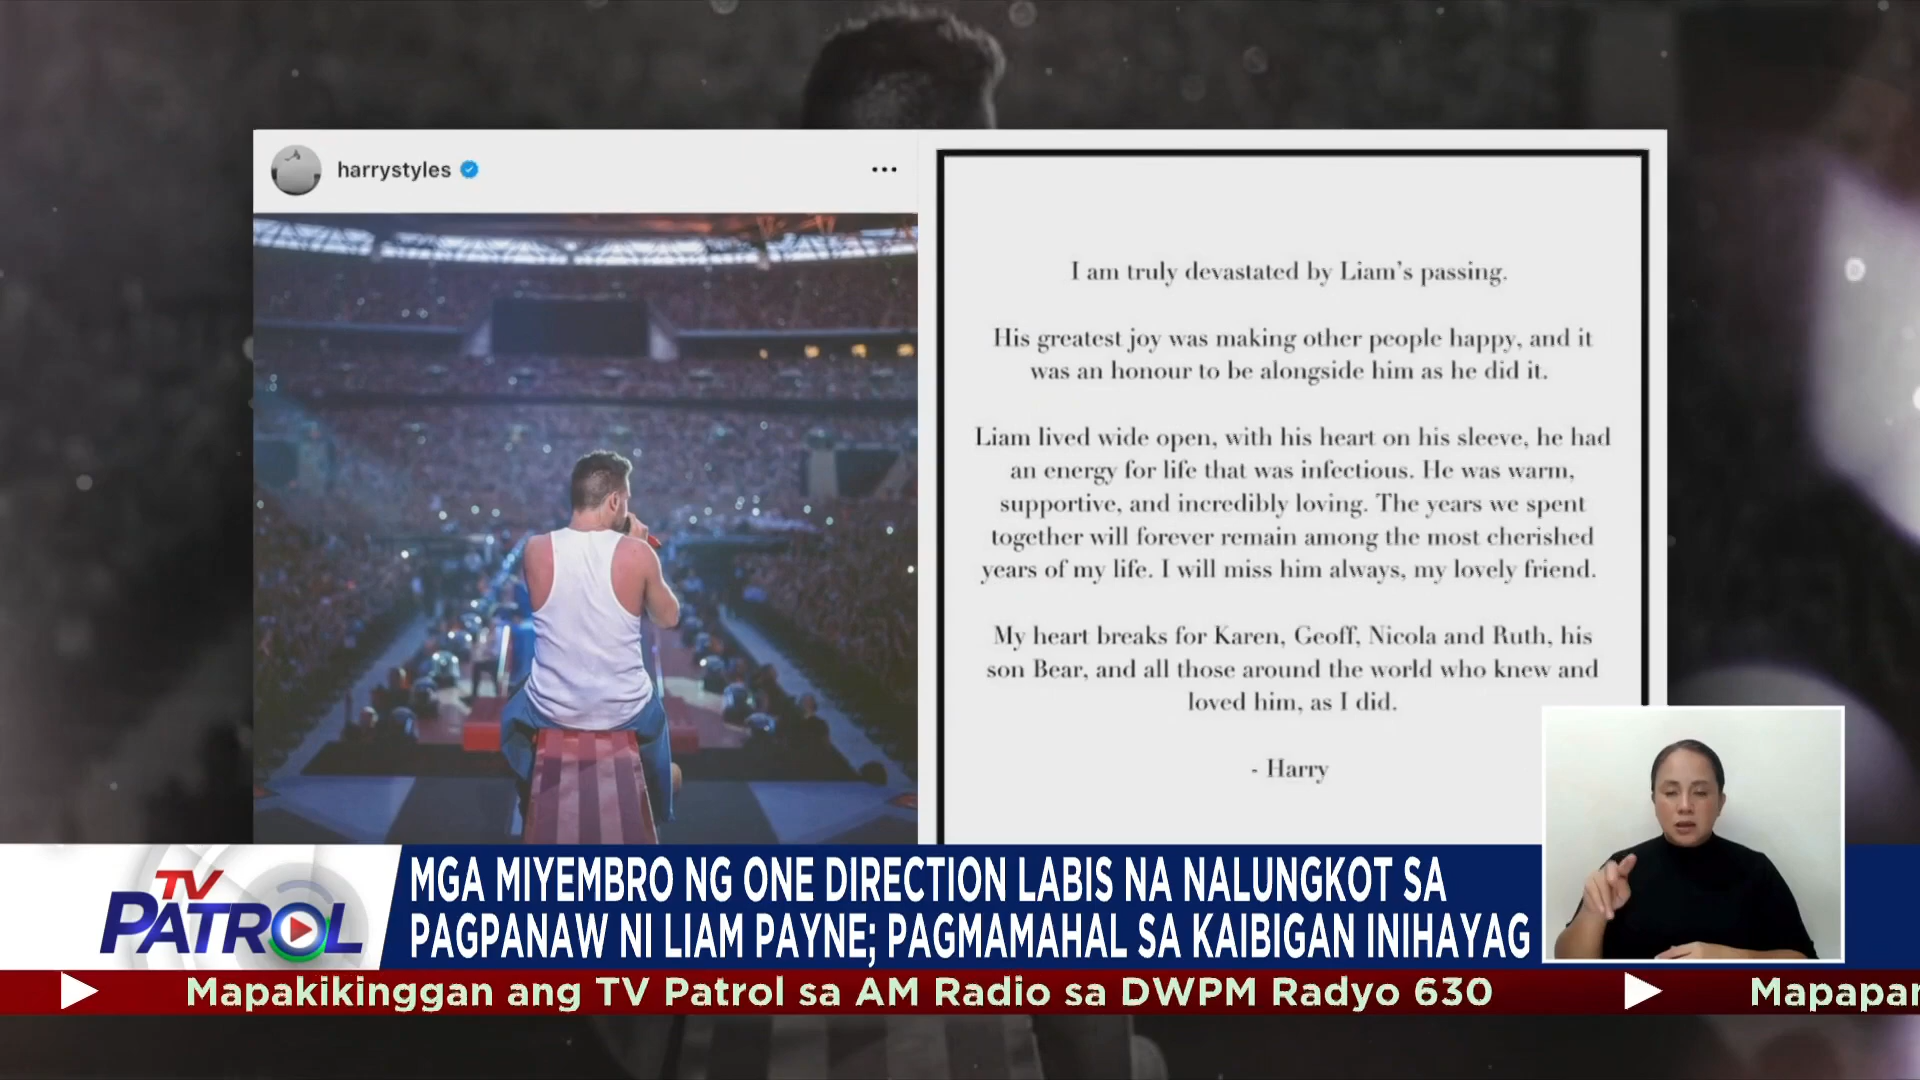 harrystyles
I am truly devastated by Liam's passing.
His greatest joy was making other people happy, and it
was an honour to be alongside him as he did it.
Liam lived wide open, with his heart on his sleeve, he had
an energy for life that was infectious. He was warm,
supportive, and incredibly loving. The years we spent
together will forever remain among the most cherished
years of my life. I will miss him always, my lovely friend.
My heart breaks for Karen, Geoff, Nicola and Ruth, his
son Bear, and all those around the world who knew and
loved him, as I did.
- Harry
TV
PATROL
MGA MIYEMBRO NG ONE DIRECTION LABIS NA NALUNGKOT SA
PAGPANAW NI LIAM PAYNE; PAGMAMAHAL SA KAIBIGAN INIHAYAG
Mapakikinggan ang TV Patrol sa AM Radio sa DWPM Radyo 630